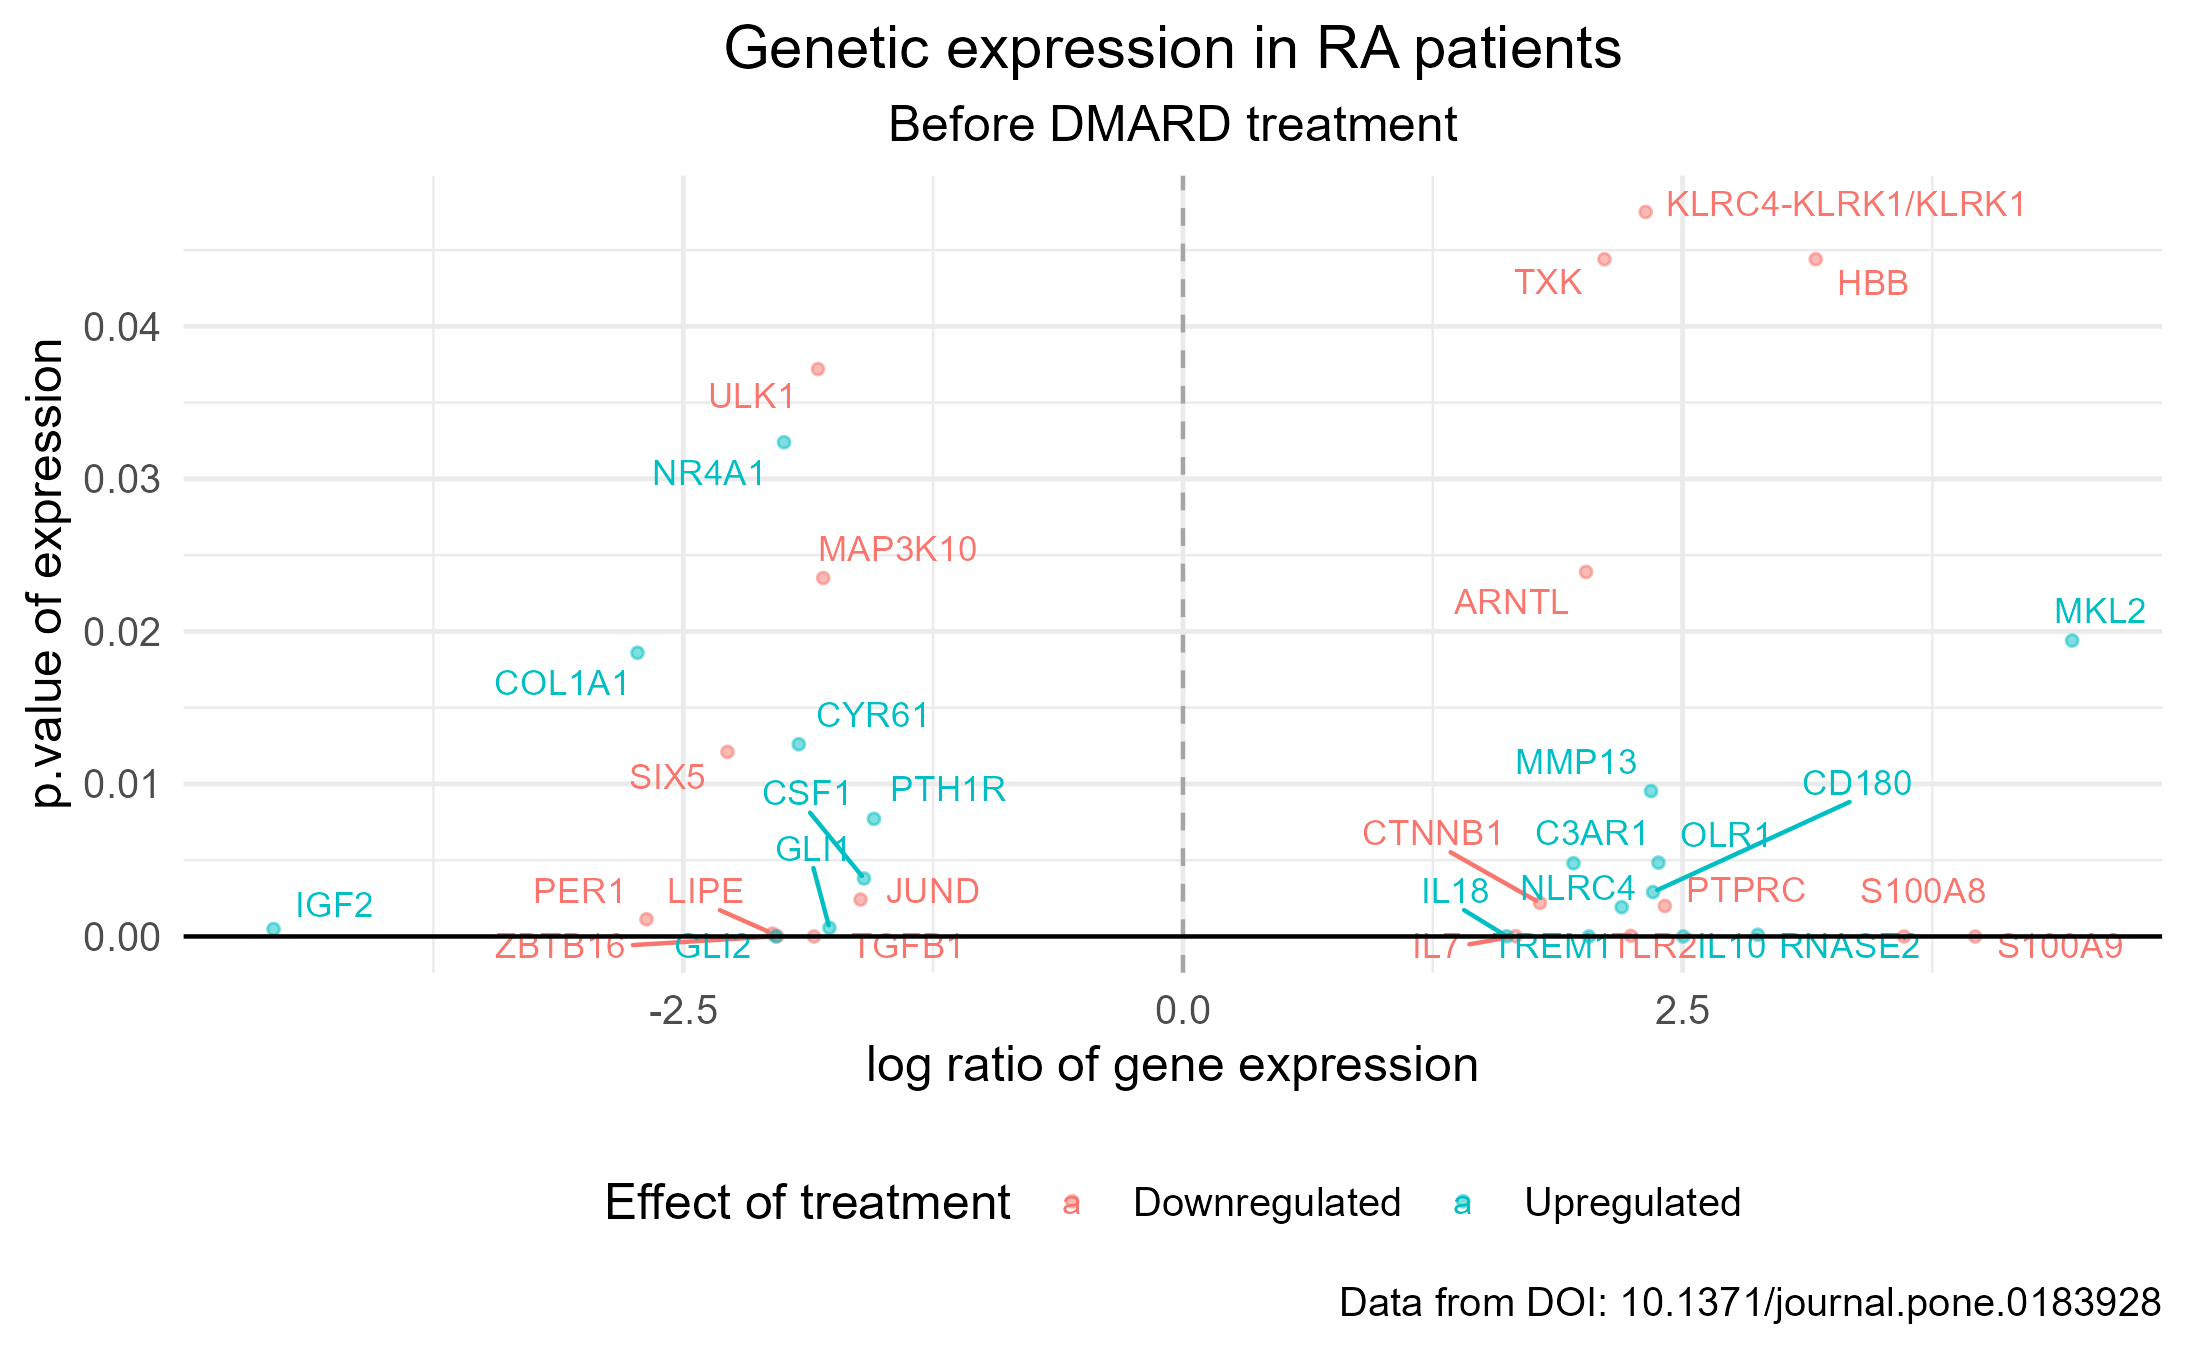 Genetic expression in RA patients
Before DMARD treatment
p.value of expression
0.04
0.03
0.02
0.01
0.00
KLRC4-KLRK1/KLRK1
TXK
HBB
ULK1
NR4A1
MAP3K10
ARNTL
MKL2
COL1A1
CYR61
SIX5
MMP13
CSF1
PTH1R
CD180
CTNNB1
C3AR1
OLR1
GLI1
PER1
LIPE
JUND
IL18
NLRC4
PTPRC
S100A8
IGF2
ZBTB16
GLI2
TGFB1
IL7
TREM1
TLR2
IL10
RNASE2
S100A9
-2.5
0.0
2.5
log ratio of gene expression
Effect of treatment
a Downregulated
a Upregulated
Data from DOI: 10.1371/journal.pone.0183928